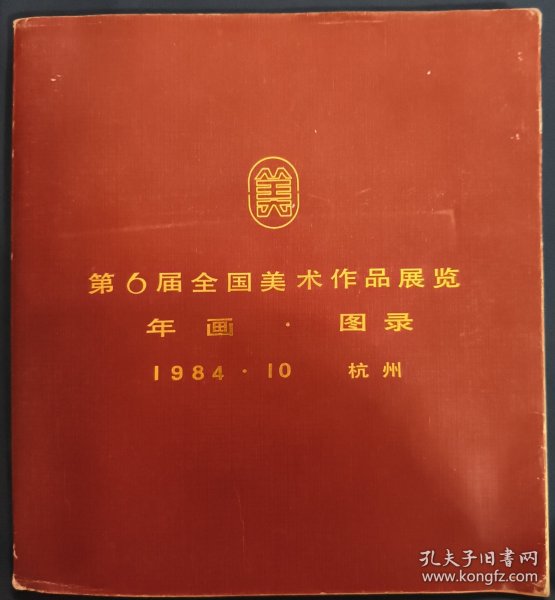 美
第6届全国美术作品展览
年画·图录
1984·10 杭州
孔夫子旧书网
www.kongfz.com